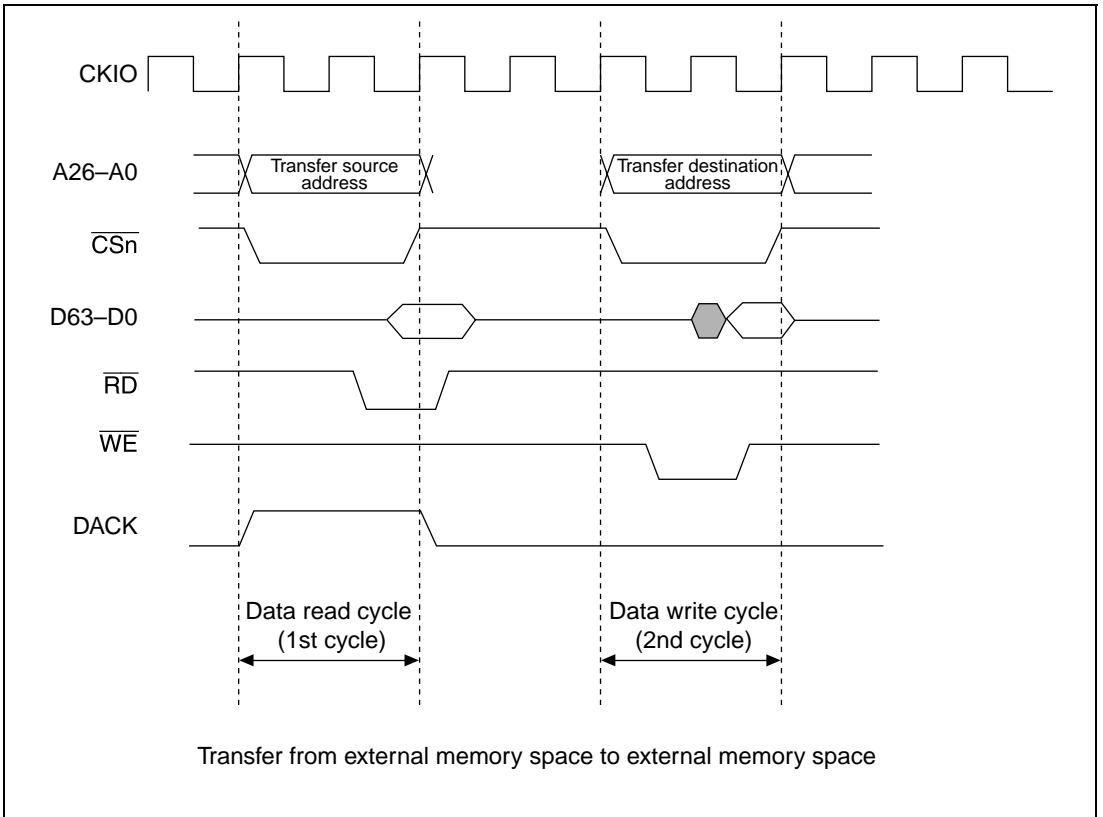 CKIO
A26–A0
Transfer source
address
Transfer destination
address
CSn
D63–D0
RD
WE
DACK
Data read cycle
(1st cycle)
Data write cycle
(2nd cycle)
Transfer from external memory space to external memory space